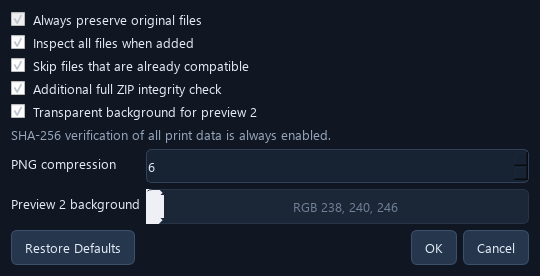 Always preserve original files
Inspect all files when added
Skip files that are already compatible
Additional full ZIP integrity check
Transparent background for preview 2
SHA-256 verification of all print data is always enabled.
PNG compression 6
Preview 2 background RGB 238, 240, 246
Restore Defaults OK Cancel